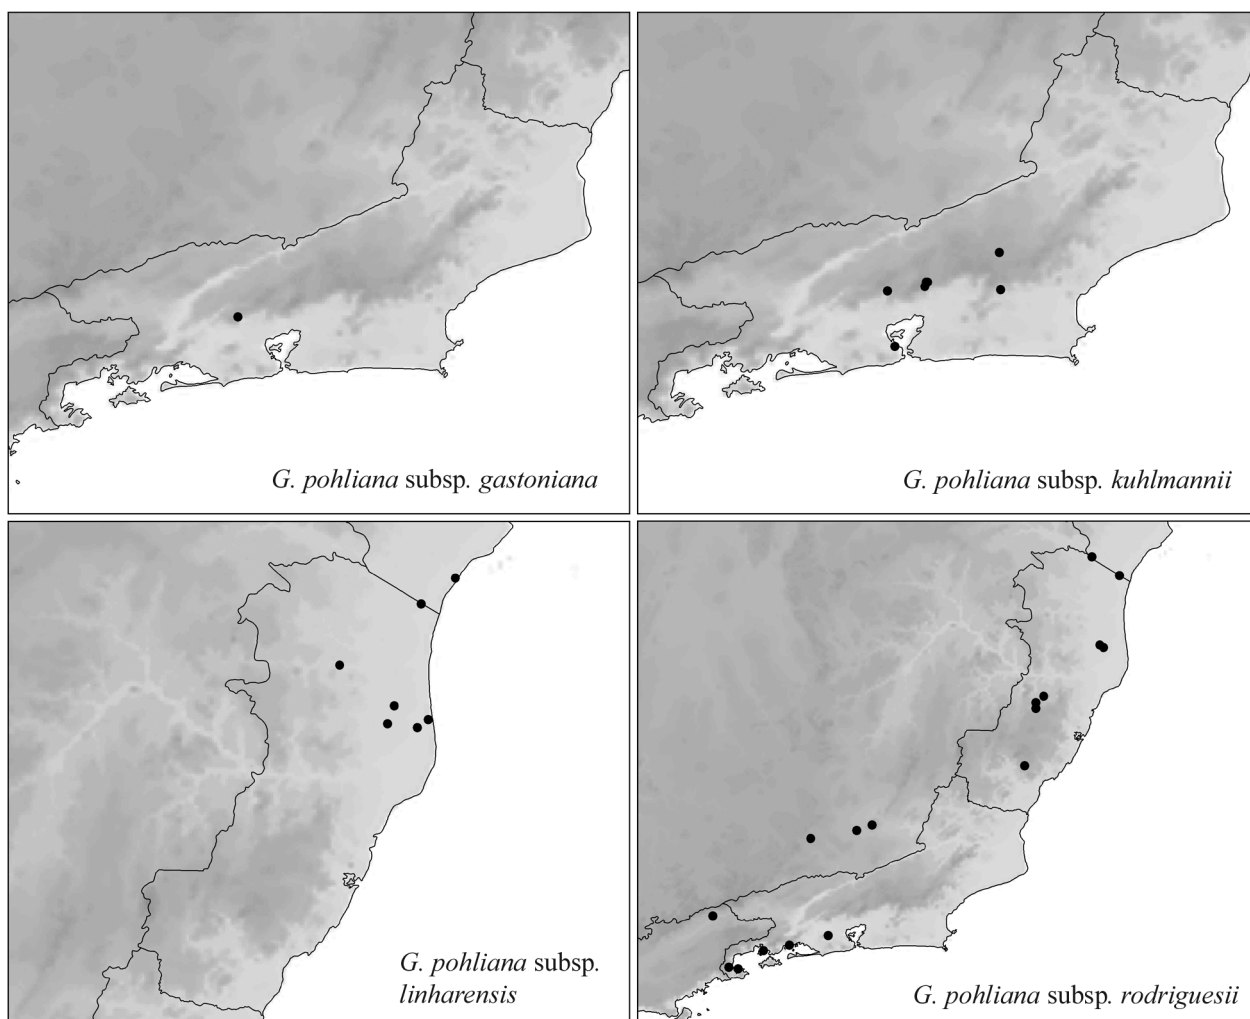 G. pohliana subsp. gastoniana
G. pohliana subsp. kuhlmannii
G. pohliana subsp.
linharensis
G. pohliana subsp. rodriguesii